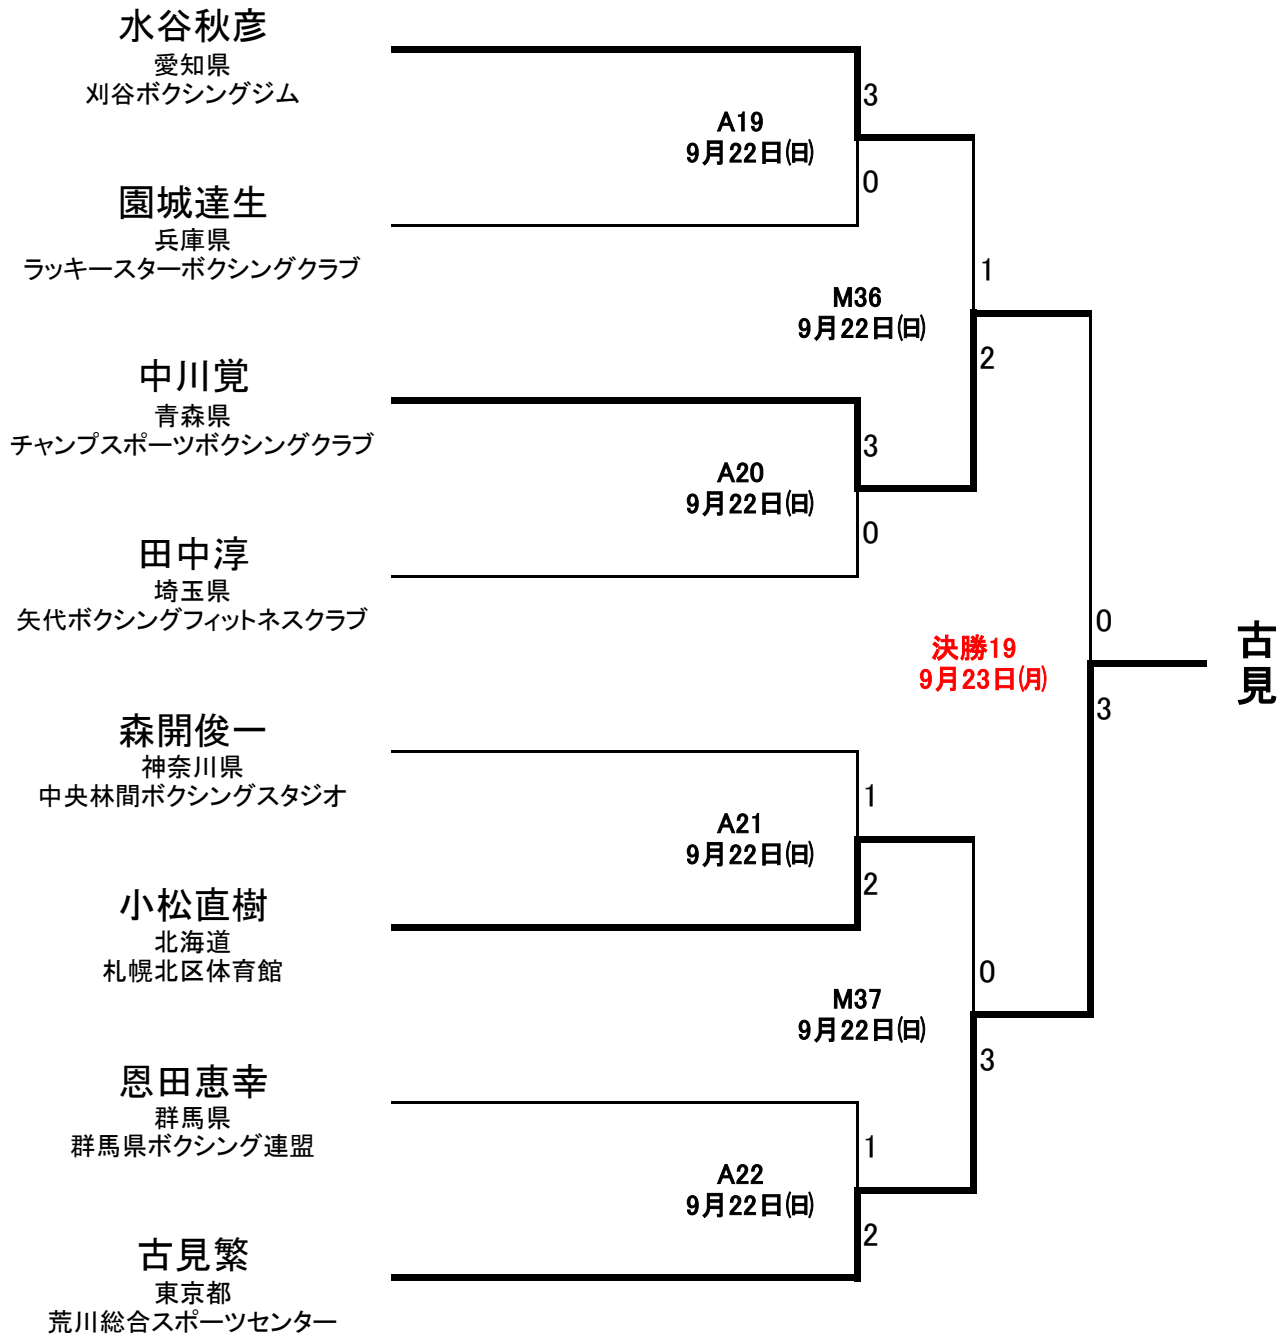 水谷秋彦
愛知県
刈谷ボクシングジム
3
A19
9月22日(日)
0
園城達生
兵庫県
ラッキースターボクシングクラブ
1
M36
9月22日(日)
2
中川覚
青森県
チャンプスポーツボクシングクラブ
3
A20
9月22日(日)
0
田中淳
埼玉県
矢代ボクシングフィットネスクラブ
0
決勝19
9月23日(月)
3
古見
森開俊一
神奈川県
中央林間ボクシングスタジオ
1
A21
9月22日(日)
2
小松直樹
北海道
札幌北区体育館
0
M37
9月22日(日)
3
恩田恵幸
群馬県
群馬県ボクシング連盟
1
A22
9月22日(日)
2
古見繁
東京都
荒川総合スポーツセンター